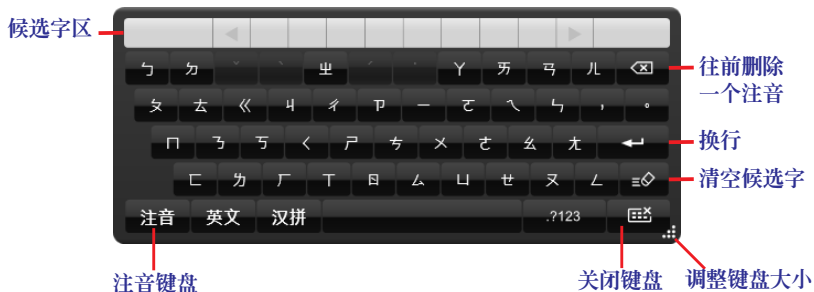 候选字区
ㄅ ㄉ ˇ ˋ ㄓ ˊ ˙ ㄚ ㄞ ㄢ ㄦ
往前删除
一个注音
ㄆ ㄊ ㄍ ㄐ ㄔ ㄗ ㄧ ㄛ ㄟ ㄣ , 。
ㄇ ㄋ ㄎ ㄑ ㄕ ㄘ ㄨ ㄜ ㄠ ㄤ
换行
ㄈ ㄌ ㄏ ㄒ ㄖ ㄙ ㄩ ㄝ ㄡ ㄥ
清空候选字
注音 英文 汉拼 .?123
注音键盘
关闭键盘
调整键盘大小